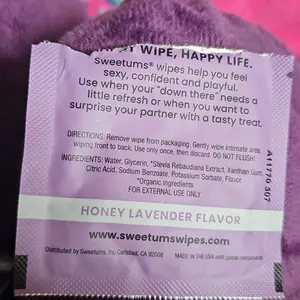 WIPE, HAPPY LIFE.
Sweetums® wipes help you feel
sexy, confident and playful.
Use when your "down there" needs a
little refresh or when you want to
surprise your partner with a tasty treat.
DIRECTIONS: Remove wipe from packaging. Gently wipe intimate area,
wiping front to back. Use only once, then discard. DO NOT FLUSH!
INGREDIENTS: Water, Glycerin, *Stevia Rebaudiana Extract, Xanthan Gum
Citric Acid, Sodium Benzoate, Potassium Sorbate, Flavor.
*Organic Ingredients
FOR EXTERNAL USE ONLY
HONEY LAVENDER FLAVOR
www.sweetumswipes.com
Distributed by Sweetums, Inc Carlsbad, CA 92008
MADE IN THE USA with global components